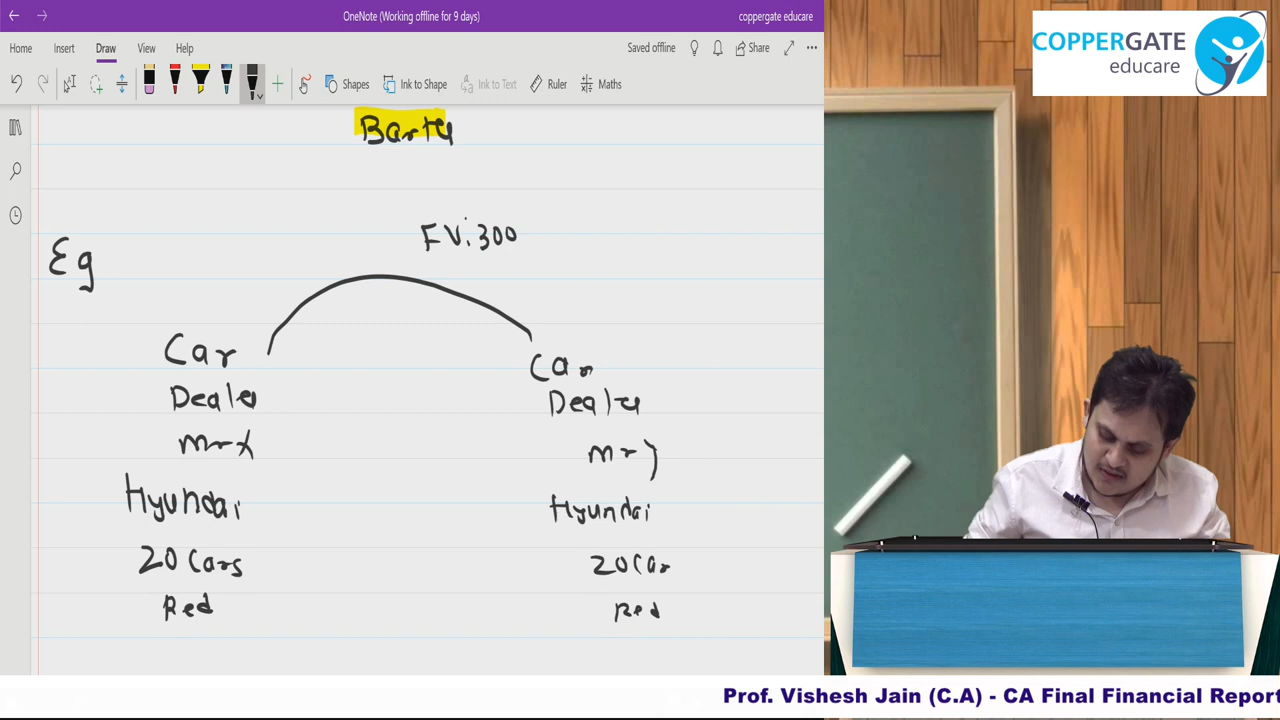 OneNote (Working offline for 9 days)
coppergate educare
Home Insert Draw View Help
Saved offline
Share
Shapes
Ink to Shape
Ink to Text
Ruler
Maths
COPPERGATE
educare
Barter
Eg
FV: 300
Car
Dealer
Mr X
Hyundai
20 Cars
Red
Car
Dealer
Mr Y
Hyundai
20 Car
Red
Prof. Vishesh Jain (C.A) - CA Final Financial Report